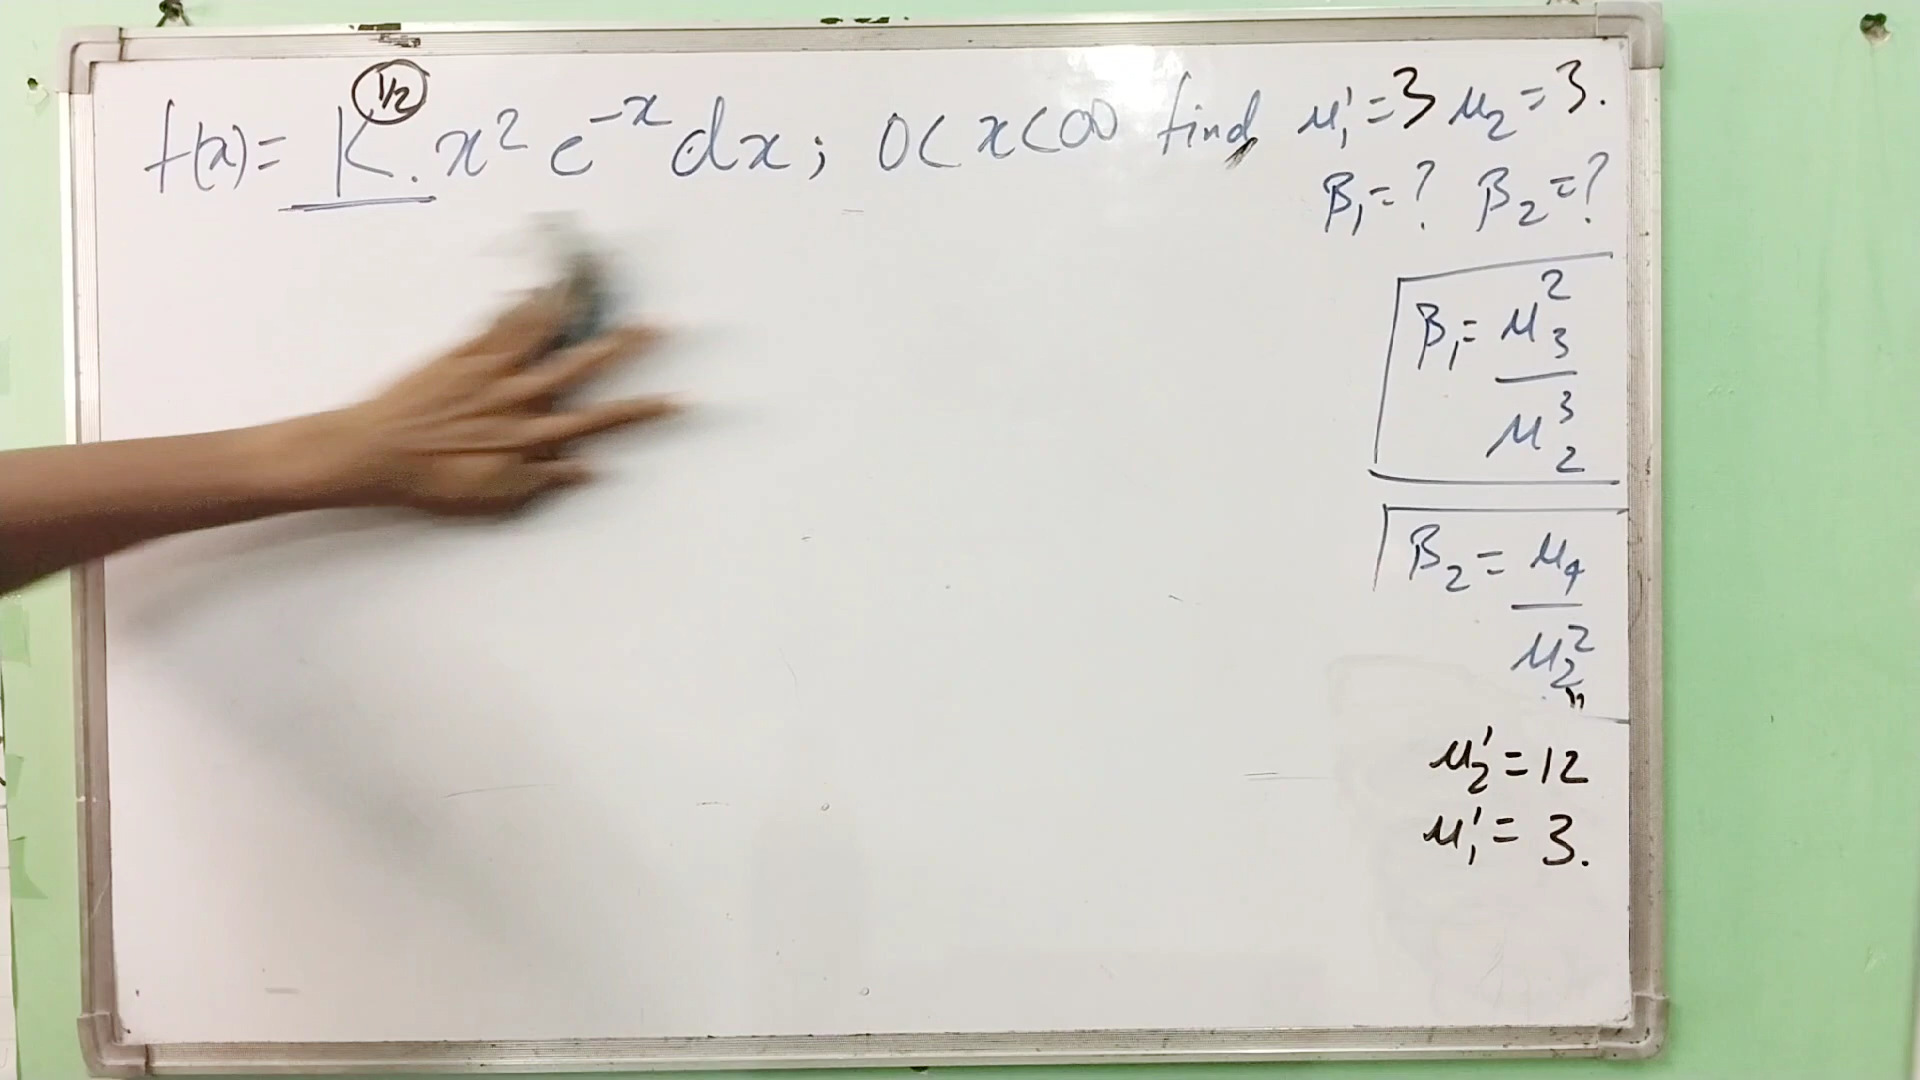 f(x) = K. x² e^{-x} dx ; 0 < x < ∞ find μ₁' = 3 μ₂ = 3.
1/2
β₁ = ? β₂ = ?
β₁ = μ₃² / μ₂³
β₂ = μ₄ / μ₂²
μ₂' = 12
μ₁' = 3.